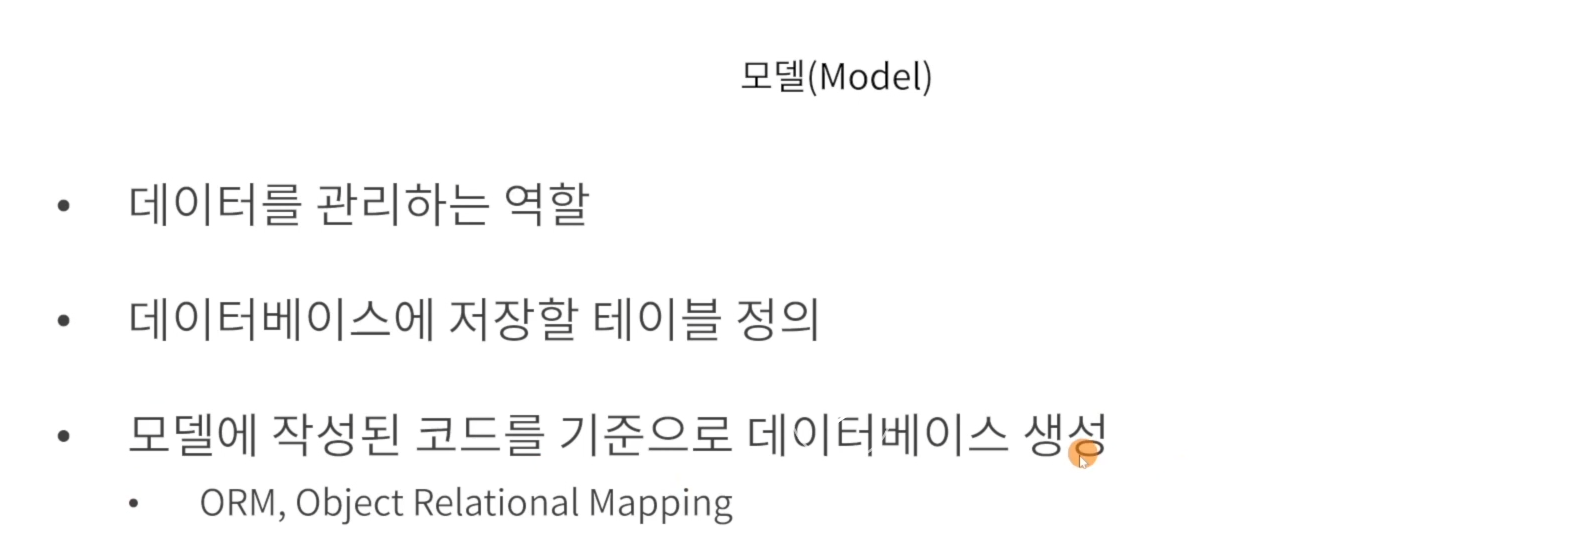 모델(Model)
• 데이터를 관리하는 역할
• 데이터베이스에 저장할 테이블 정의
• 모델에 작성된 코드를 기준으로 데이터베이스 생성
• ORM, Object Relational Mapping